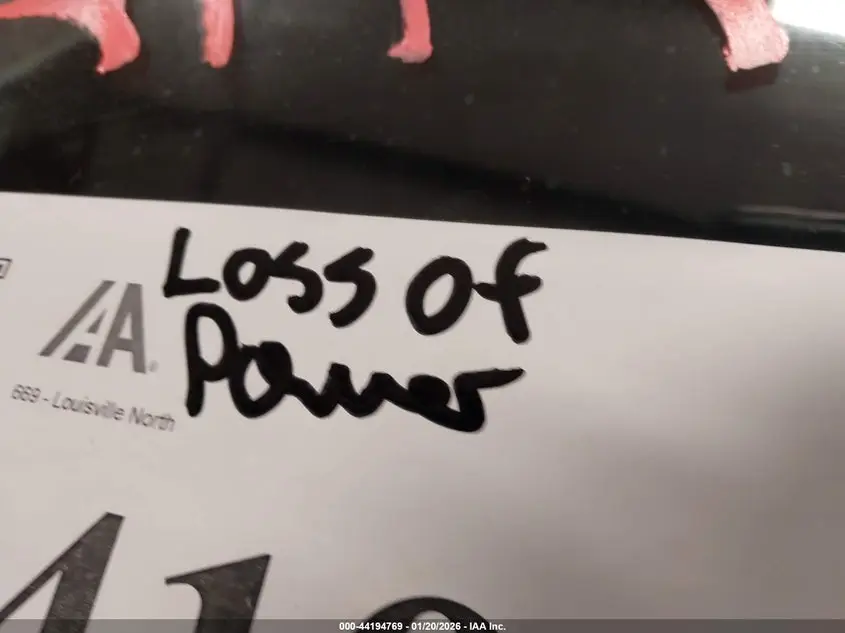 Loss Of
Power
IAA
669 - Louisville North
000-44194769 - 01/20/2026 - IAA Inc.